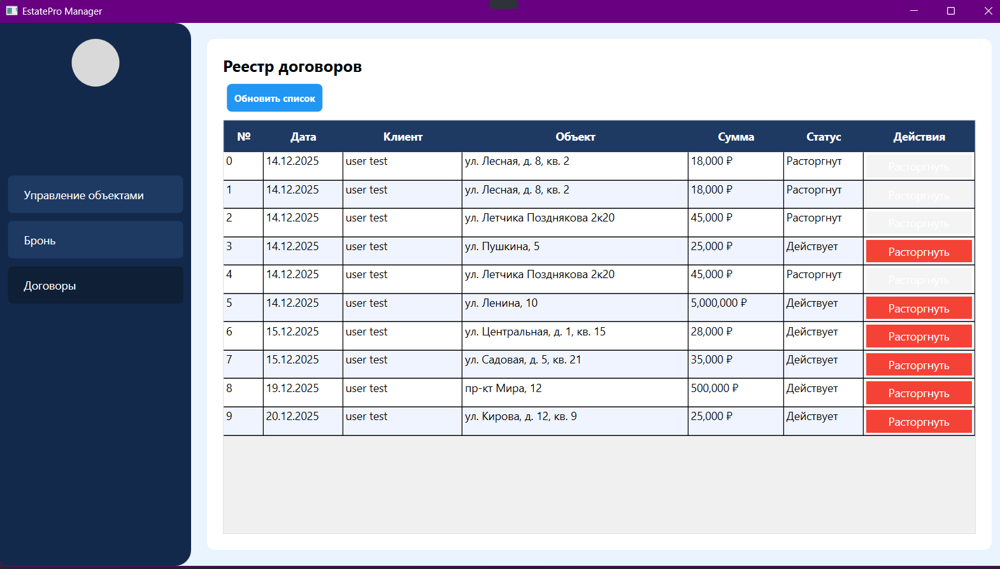 EstatePro Manager
Управление объектами
Бронь
Договоры
Реестр договоров
Обновить список
№ Дата Клиент Объект Сумма Статус Действия
0 14.12.2025 user test ул. Лесная, д. 8, кв. 2 18,000 ₽ Расторгнут Расторгнуть
1 14.12.2025 user test ул. Лесная, д. 8, кв. 2 18,000 ₽ Расторгнут Расторгнуть
2 14.12.2025 user test ул. Летчика Позднякова 2к20 45,000 ₽ Расторгнут Расторгнуть
3 14.12.2025 user test ул. Пушкина, 5 25,000 ₽ Действует Расторгнуть
4 14.12.2025 user test ул. Летчика Позднякова 2к20 45,000 ₽ Расторгнут Расторгнуть
5 14.12.2025 user test ул. Ленина, 10 5,000,000 ₽ Действует Расторгнуть
6 15.12.2025 user test ул. Центральная, д. 1, кв. 15 28,000 ₽ Действует Расторгнуть
7 15.12.2025 user test ул. Садовая, д. 5, кв. 21 35,000 ₽ Действует Расторгнуть
8 19.12.2025 user test пр-кт Мира, 12 500,000 ₽ Действует Расторгнуть
9 20.12.2025 user test ул. Кирова, д. 12, кв. 9 25,000 ₽ Действует Расторгнуть